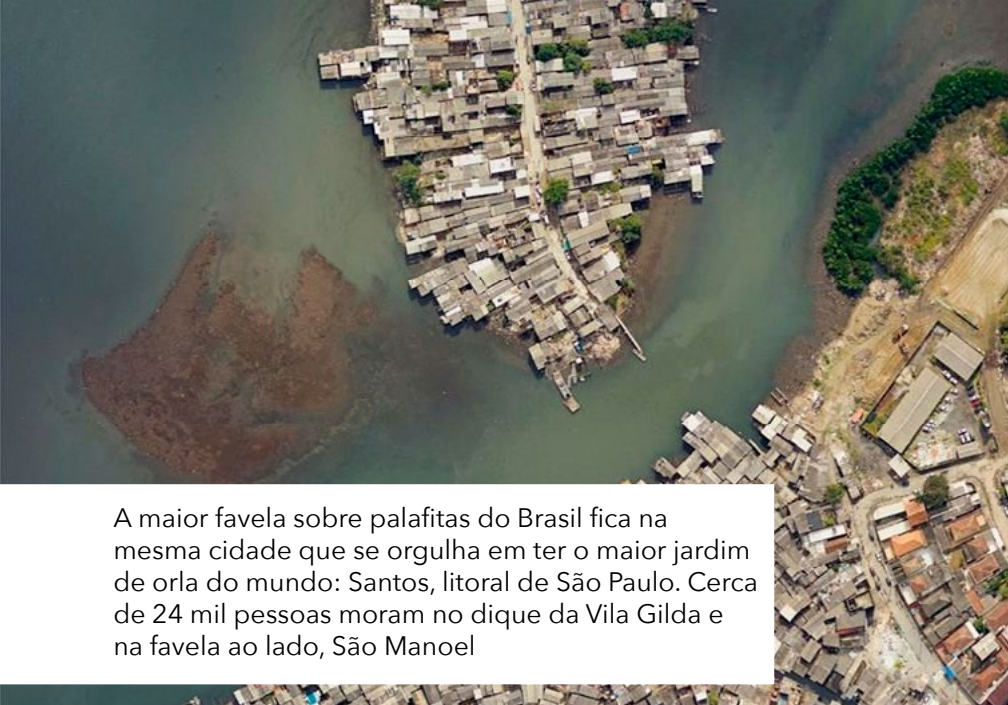 A maior favela sobre palafitas do Brasil fica na
mesma cidade que se orgulha em ter o maior jardim
de orla do mundo: Santos, litoral de São Paulo. Cerca
de 24 mil pessoas moram no dique da Vila Gilda e
na favela ao lado, São Manoel